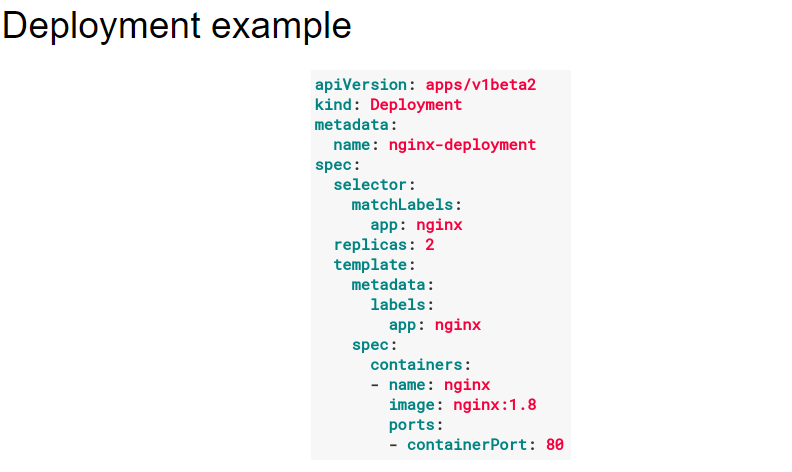 Deployment example
apiVersion: apps/v1beta2
kind: Deployment
metadata:
  name: nginx-deployment
spec:
  selector:
    matchLabels:
      app: nginx
  replicas: 2
  template:
    metadata:
      labels:
        app: nginx
    spec:
      containers:
      - name: nginx
        image: nginx:1.8
        ports:
        - containerPort: 80